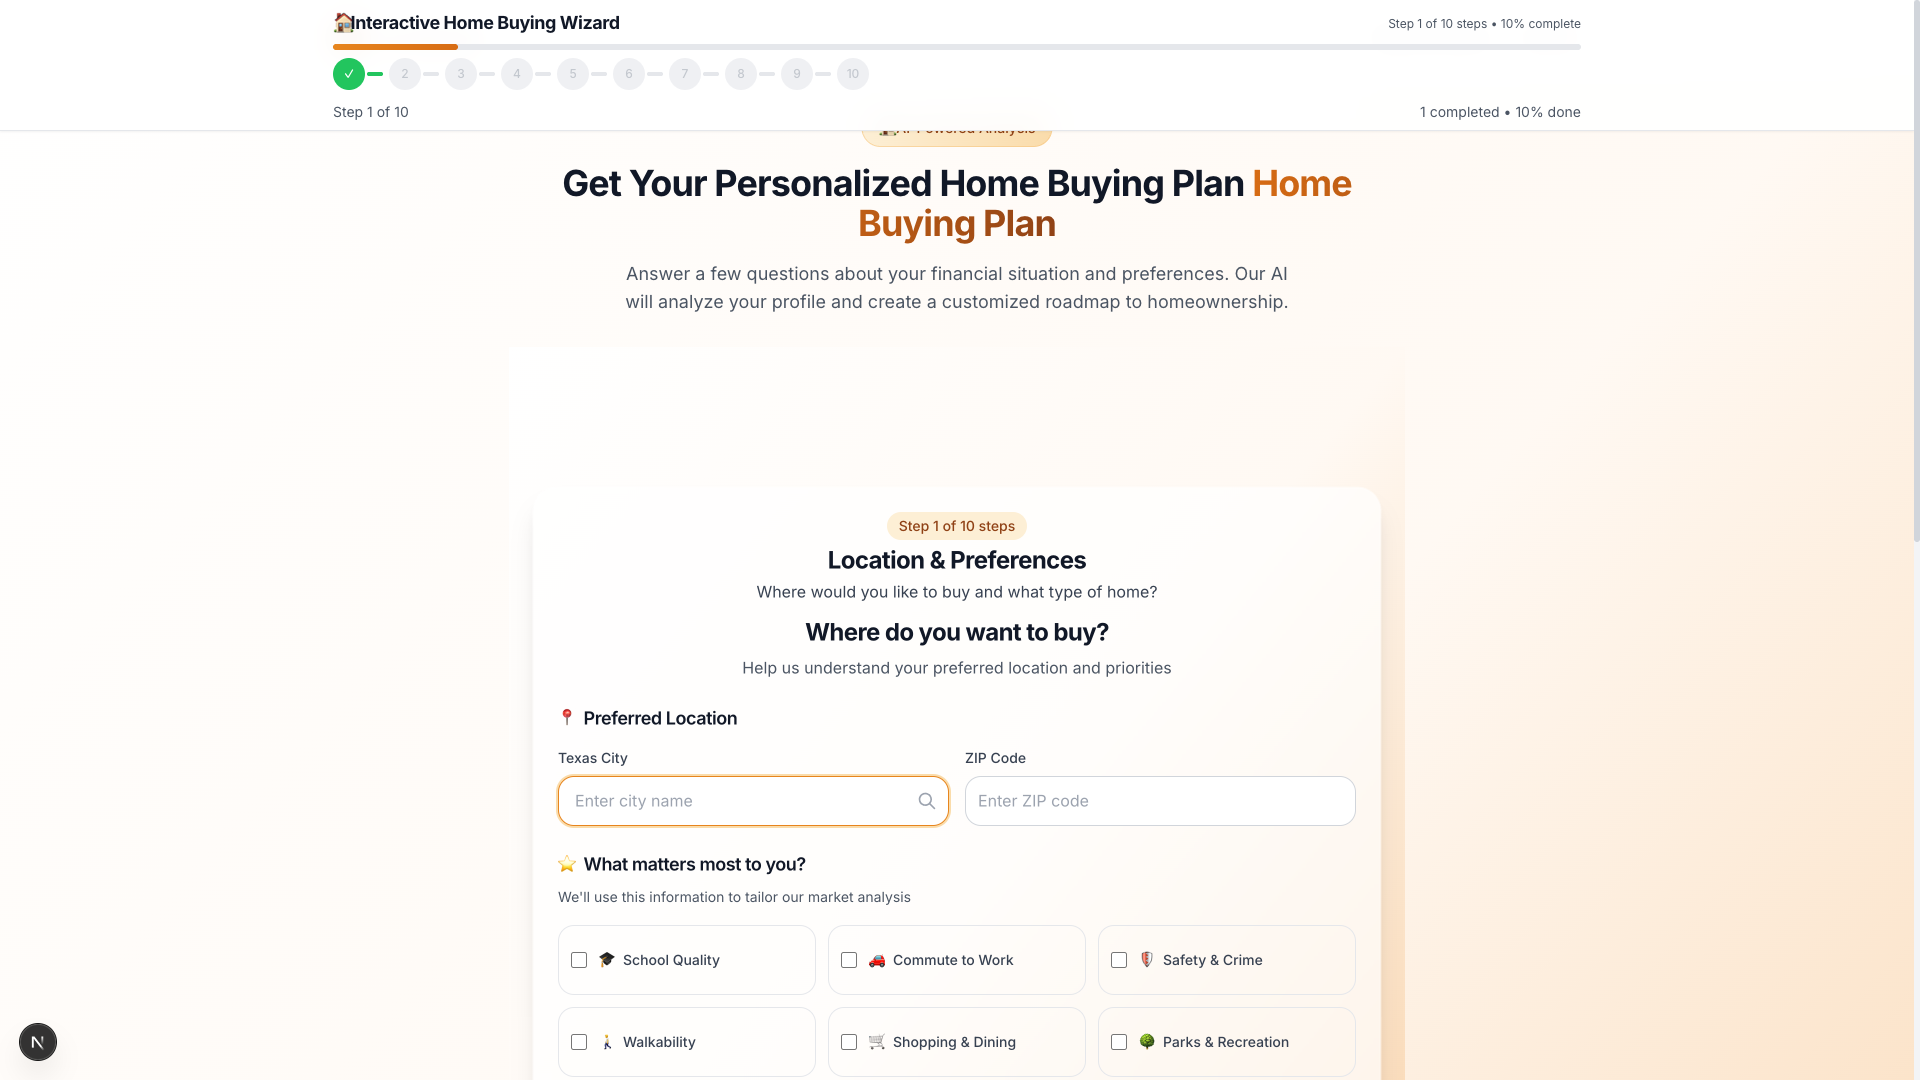 Interactive Home Buying Wizard
Step 1 of 10 steps • 10% complete
2 3 4 5 6 7 8 9 10
Step 1 of 10
1 completed • 10% done
AI-Powered Analysis
Get Your Personalized Home Buying Plan Home
Buying Plan
Answer a few questions about your financial situation and preferences. Our AI
will analyze your profile and create a customized roadmap to homeownership.
Step 1 of 10 steps
Location & Preferences
Where would you like to buy and what type of home?
Where do you want to buy?
Help us understand your preferred location and priorities
Preferred Location
Texas City
ZIP Code
Enter city name
Enter ZIP code
What matters most to you?
We'll use this information to tailor our market analysis
School Quality
Commute to Work
Safety & Crime
Walkability
Shopping & Dining
Parks & Recreation
N